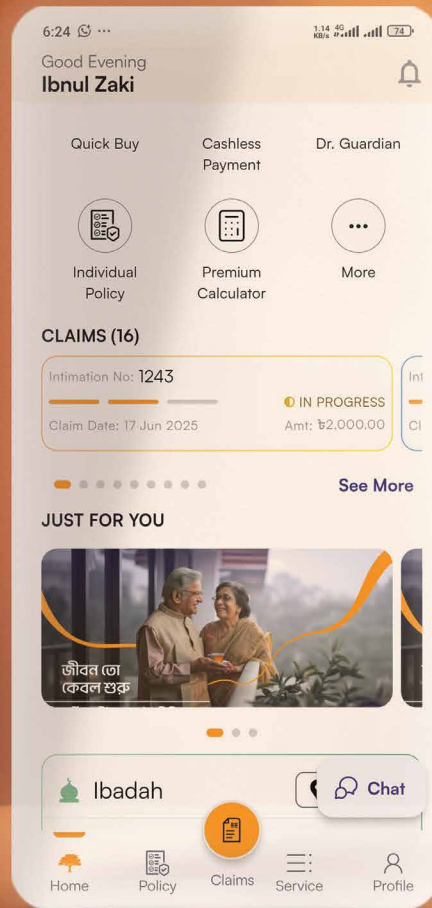 6:24
1.14 KB/s 4G 74
Good Evening
Ibnul Zaki
Quick Buy
Cashless Payment
Dr. Guardian
Individual Policy
Premium Calculator
More
CLAIMS (16)
Intimation No: 1243
IN PROGRESS
Claim Date: 17 Jun 2025
Amt: ৳2,000.00
See More
JUST FOR YOU
জীবন তো
কেবল শুরু
Ibadah
Chat
Home
Policy
Claims
Service
Profile